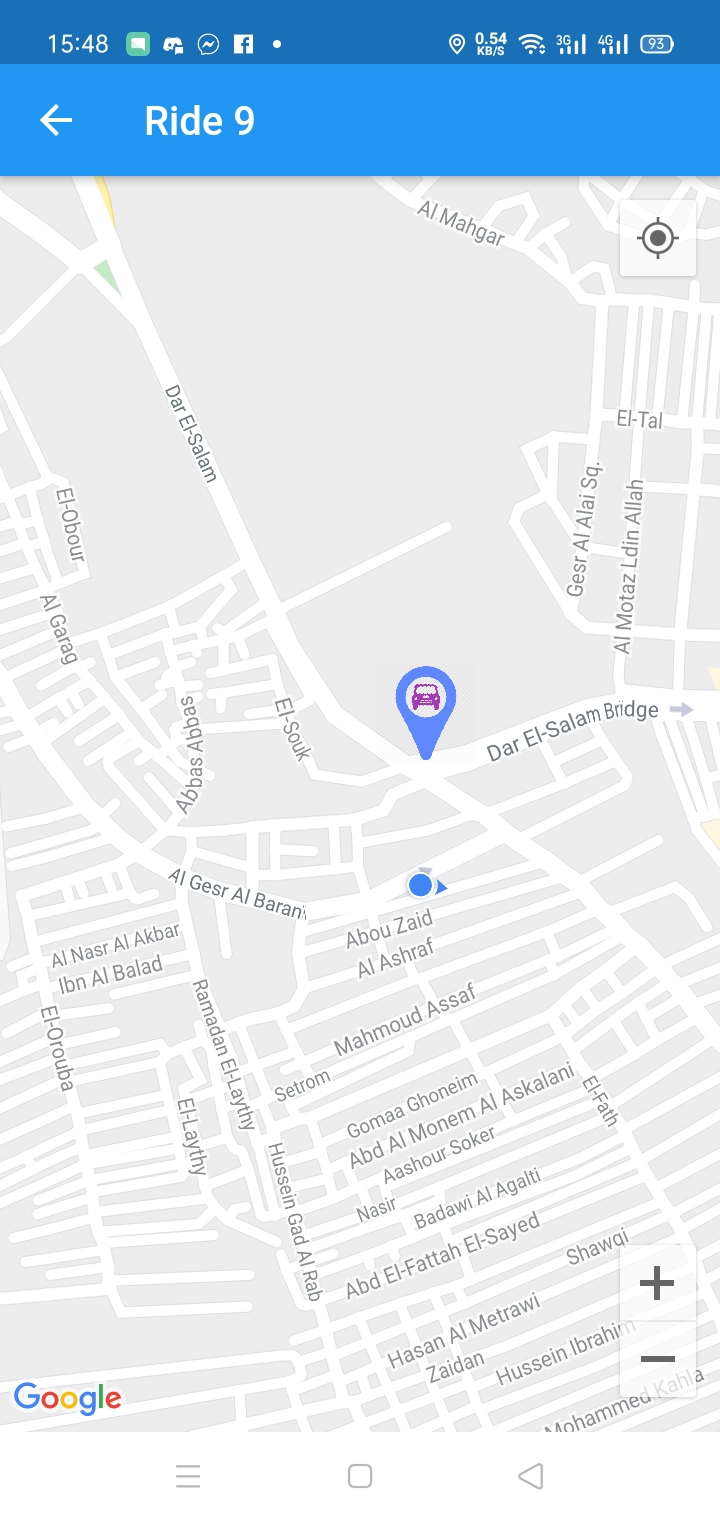 15:48
0.54
KB/S
3G
4G
93
Ride 9
Al Mahgar
Dar El-Salam
El-Tal
Gesr Al Alai Sq.
Al Motaz Ldin Allah
El-Obour
Al Garag
Abbas Abbas
El-Souk
Dar El-Salam Bridge
Al Gesr Al Barani
Abou Zaid
Al Ashraf
Al Nasr Al Akbar
Ibn Al Balad
El-Orouba
Ramadan El-Laythy
Mahmoud Assaf
Setrom
El-Laythy
Gomaa Ghoneim
Abd Al Monem Al Askalani
El-Fath
Aashour Soker
Hussein Gad Al Rab
Nasir
Badawi Al Agalti
Abd El-Fattah El-Sayed
Shawqi
Hasan Al Metrawi
Zaidan
Hussein Ibrahim
Mohammed Kahla
Google